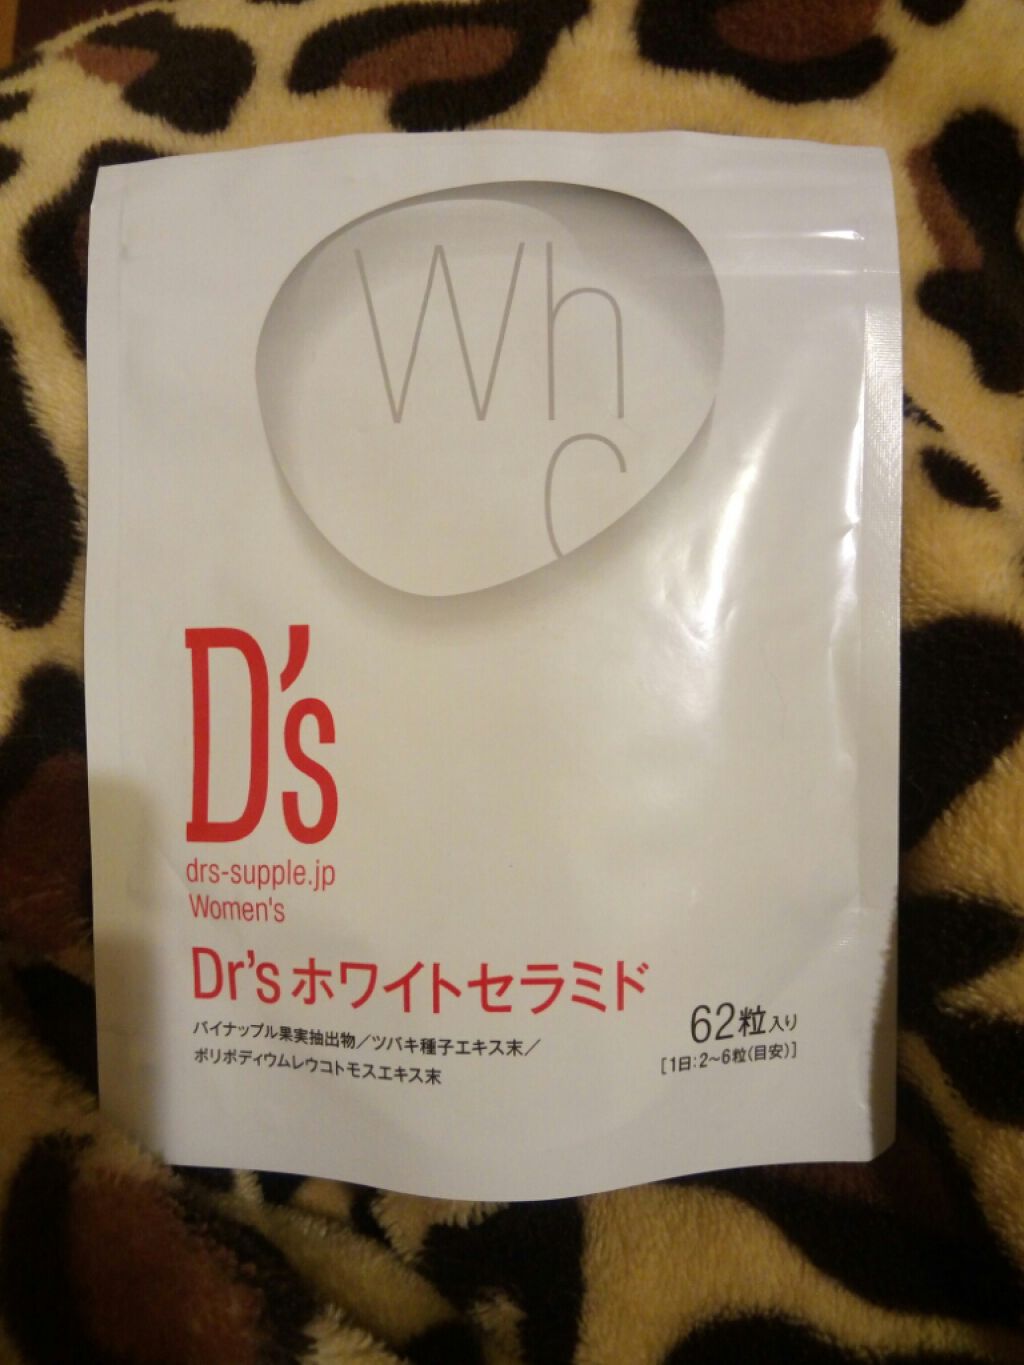 Wh
C
D's
drs-supple.jp
Women's
Dr'sホワイトセラミド
パイナップル果実抽出物／ツバキ種子エキス末／
ポリポディウムレウコトモスエキス末
62粒入り
[1日:2〜6粒(目安)]